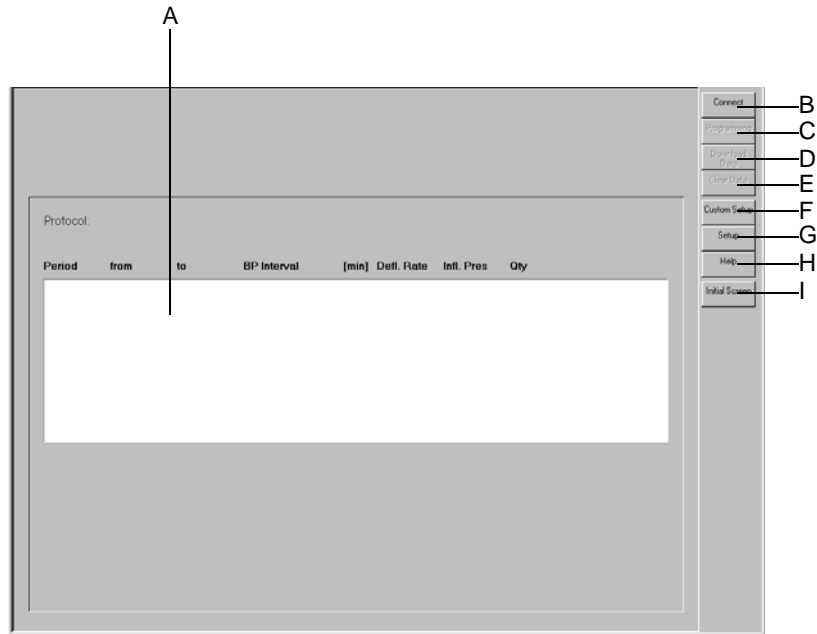 A
Connect
B
Programming
C
Download
Data
D
Clear Data
E
Custom Setup
F
Setup
G
Help
H
Initial Screen
I
Protocol:
Period from to BP Interval [min] Defl. Rate Infl. Pres Qty